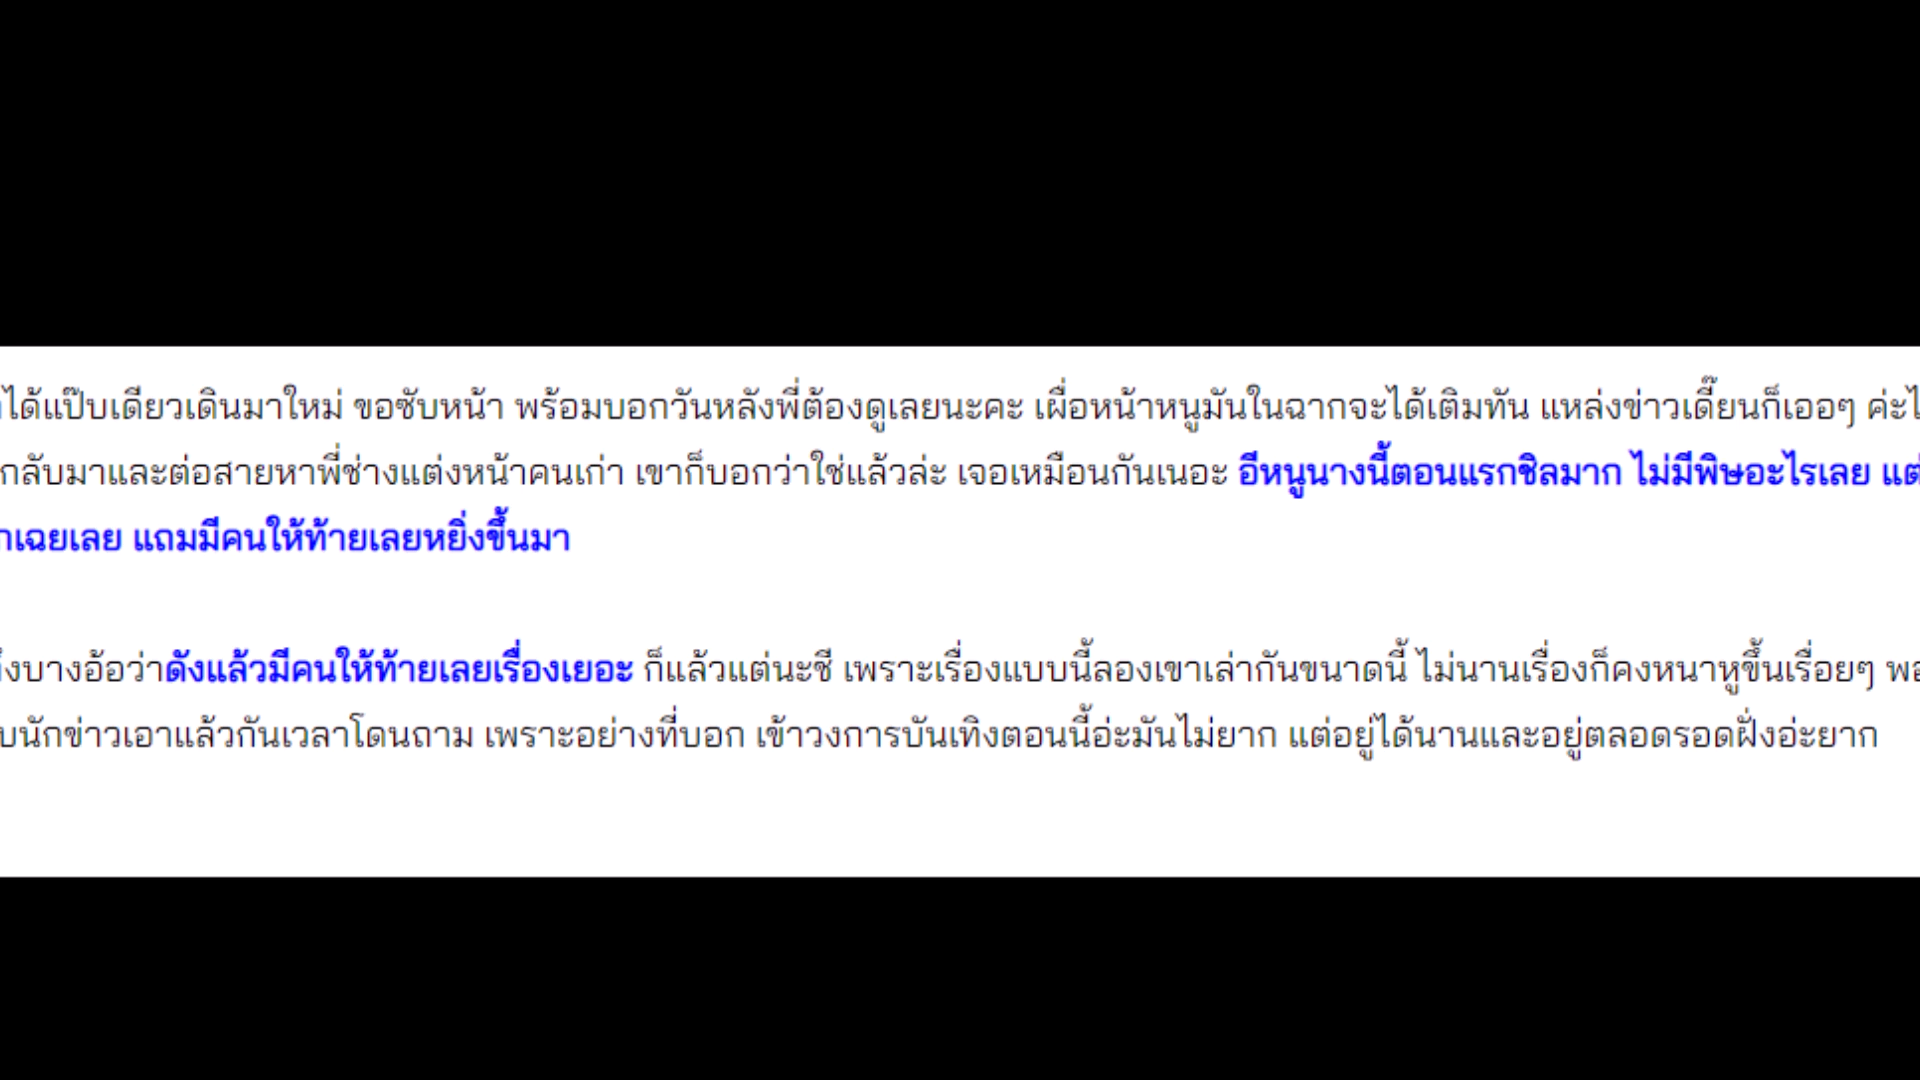 ได้แป๊บเดียวเดินมาใหม่ ขอซับหน้า พร้อมบอกวันหลังพี่ต้องดูเลยนะคะ เผื่อหน้าหนูมันในฉากจะได้เติมทัน แหล่งข่าวเดี๊ยนก็เออๆ ค่ะ
กลับมาและต่อสายหาพี่ช่างแต่งหน้าคนเก่า เขาก็บอกว่าใช่แล้วล่ะ เจอเหมือนกันเนอะ อีหนูนางนี้ตอนแรกชิลมาก ไม่มีพิษอะไรเลย แต่
เฉยเลย แถมมีคนให้ท้ายเลยหยิ่งขึ้นมา
บางอ้อว่าดังแล้วมีคนให้ท้ายเลยเรื่องเยอะ ก็แล้วแต่นะชี เพราะเรื่องแบบนี้ลองเขาเล่ากันขนาดนี้ ไม่นานเรื่องก็คงหนาหูขึ้นเรื่อยๆ
นักข่าวเอาแล้วกันเวลาโดนถาม เพราะอย่างที่บอก เข้าวงการบันเทิงตอนนี้อ่ะมันไม่ยาก แต่อยู่ได้นานและอยู่ตลอดรอดฝั่งอ่ะยาก